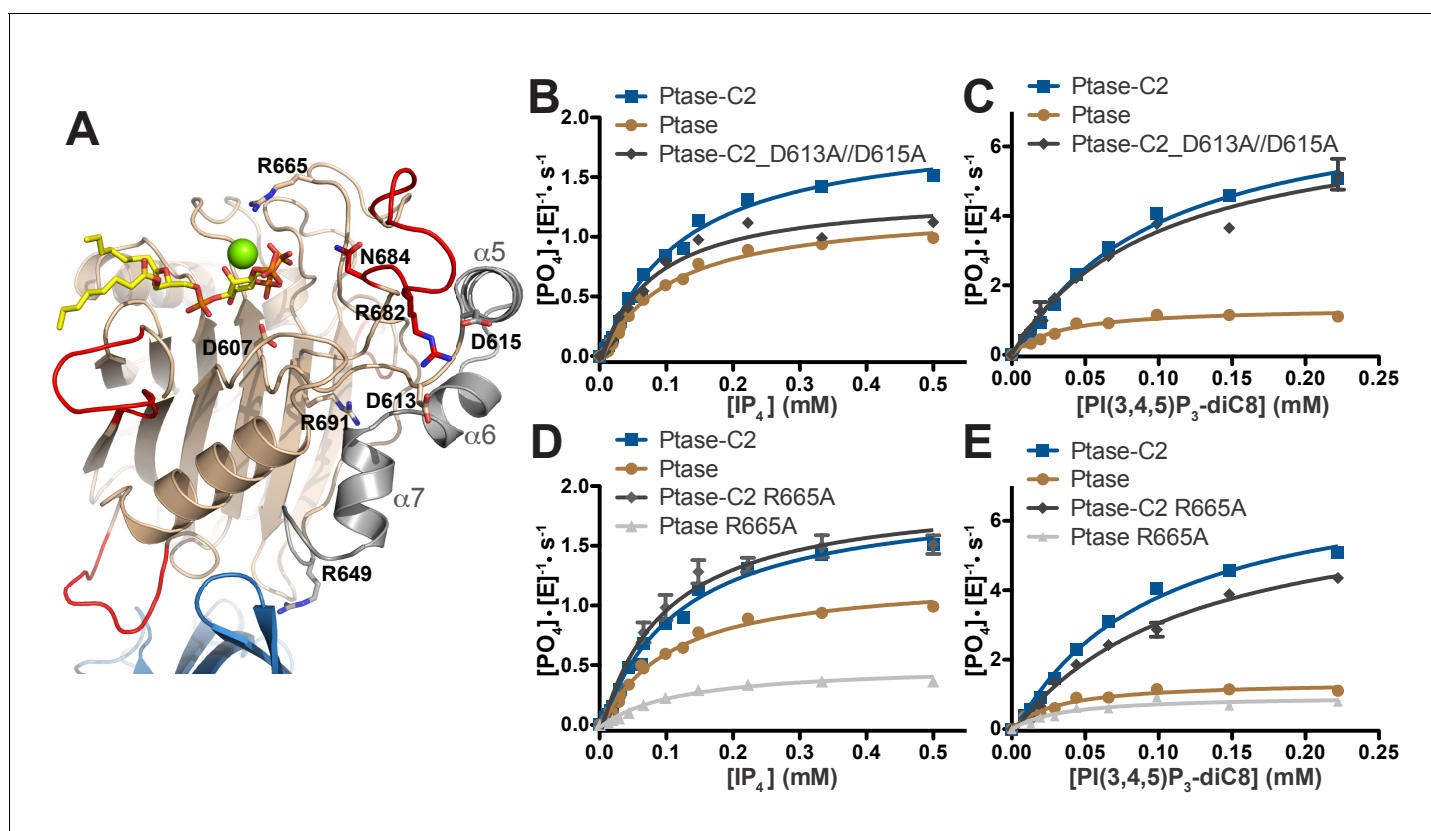 A
R665
N684
α5
R682
D615
D607
D613
R691
α6
α7
R649
B
Ptase-C2
Ptase
Ptase-C2_D613A//D615A
2.0
1.5
1.0
0.5
0.0
[PO4]·[E]-1·s-1
0.0 0.1 0.2 0.3 0.4 0.5
[IP4] (mM)
C
Ptase-C2
Ptase
Ptase-C2_D613A//D615A
6
4
2
0
[PO4]·[E]-1·s-1
0.00 0.05 0.10 0.15 0.20 0.25
[PI(3,4,5)P3-diC8] (mM)
D
Ptase-C2
Ptase
Ptase-C2 R665A
Ptase R665A
2.0
1.5
1.0
0.5
0.0
[PO4]·[E]-1·s-1
0.0 0.1 0.2 0.3 0.4 0.5
[IP4] (mM)
E
Ptase-C2
Ptase
Ptase-C2 R665A
Ptase R665A
6
4
2
0
[PO4]·[E]-1·s-1
0.00 0.05 0.10 0.15 0.20 0.25
[PI(3,4,5)P3-diC8] (mM)